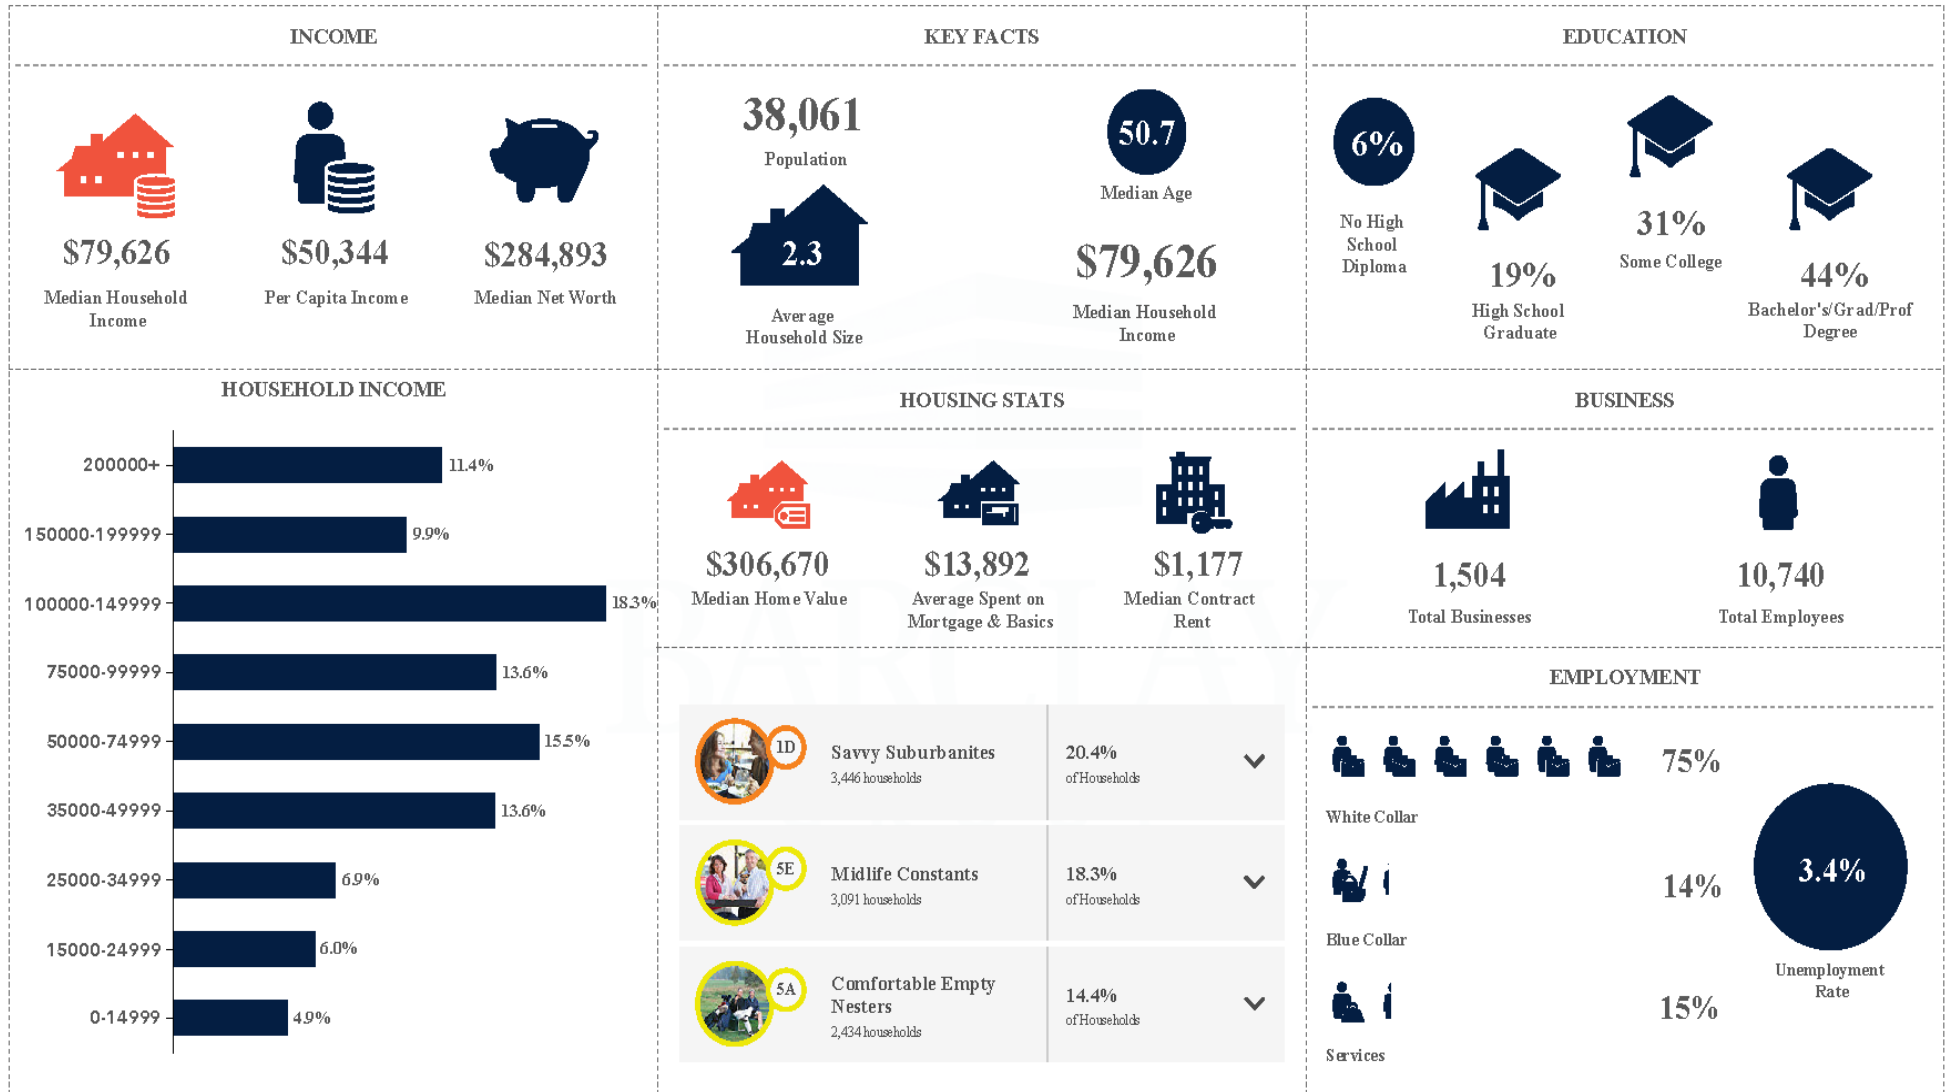 INCOME
$79,626
Median Household
Income
$50,344
Per Capita Income
$284,893
Median Net Worth
KEY FACTS
38,061
Population
50.7
Median Age
2.3
Average
Household Size
$79,626
Median Household
Income
EDUCATION
6%
No High
School
Diploma
19%
High School
Graduate
31%
Some College
44%
Bachelor's/Grad/Prof
Degree
HOUSEHOLD INCOME
200000+
11.4%
150000-199999
9.9%
100000-149999
18.3%
75000-99999
13.6%
50000-74999
15.5%
35000-49999
13.6%
25000-34999
6.9%
15000-24999
6.0%
0-14999
4.9%
HOUSING STATS
$306,670
Median Home Value
$13,892
Average Spent on
Mortgage & Basics
$1,177
Median Contract
Rent
BARCLAY
1D
Savvy Suburbanites
3,446 households
20.4%
of Households
5E
Midlife Constants
3,091 households
18.3%
of Households
5A
Comfortable Empty
Nesters
2,434 households
14.4%
of Households
BUSINESS
1,504
Total Businesses
10,740
Total Employees
EMPLOYMENT
75%
White Collar
14%
Blue Collar
15%
Services
3.4%
Unemployment
Rate